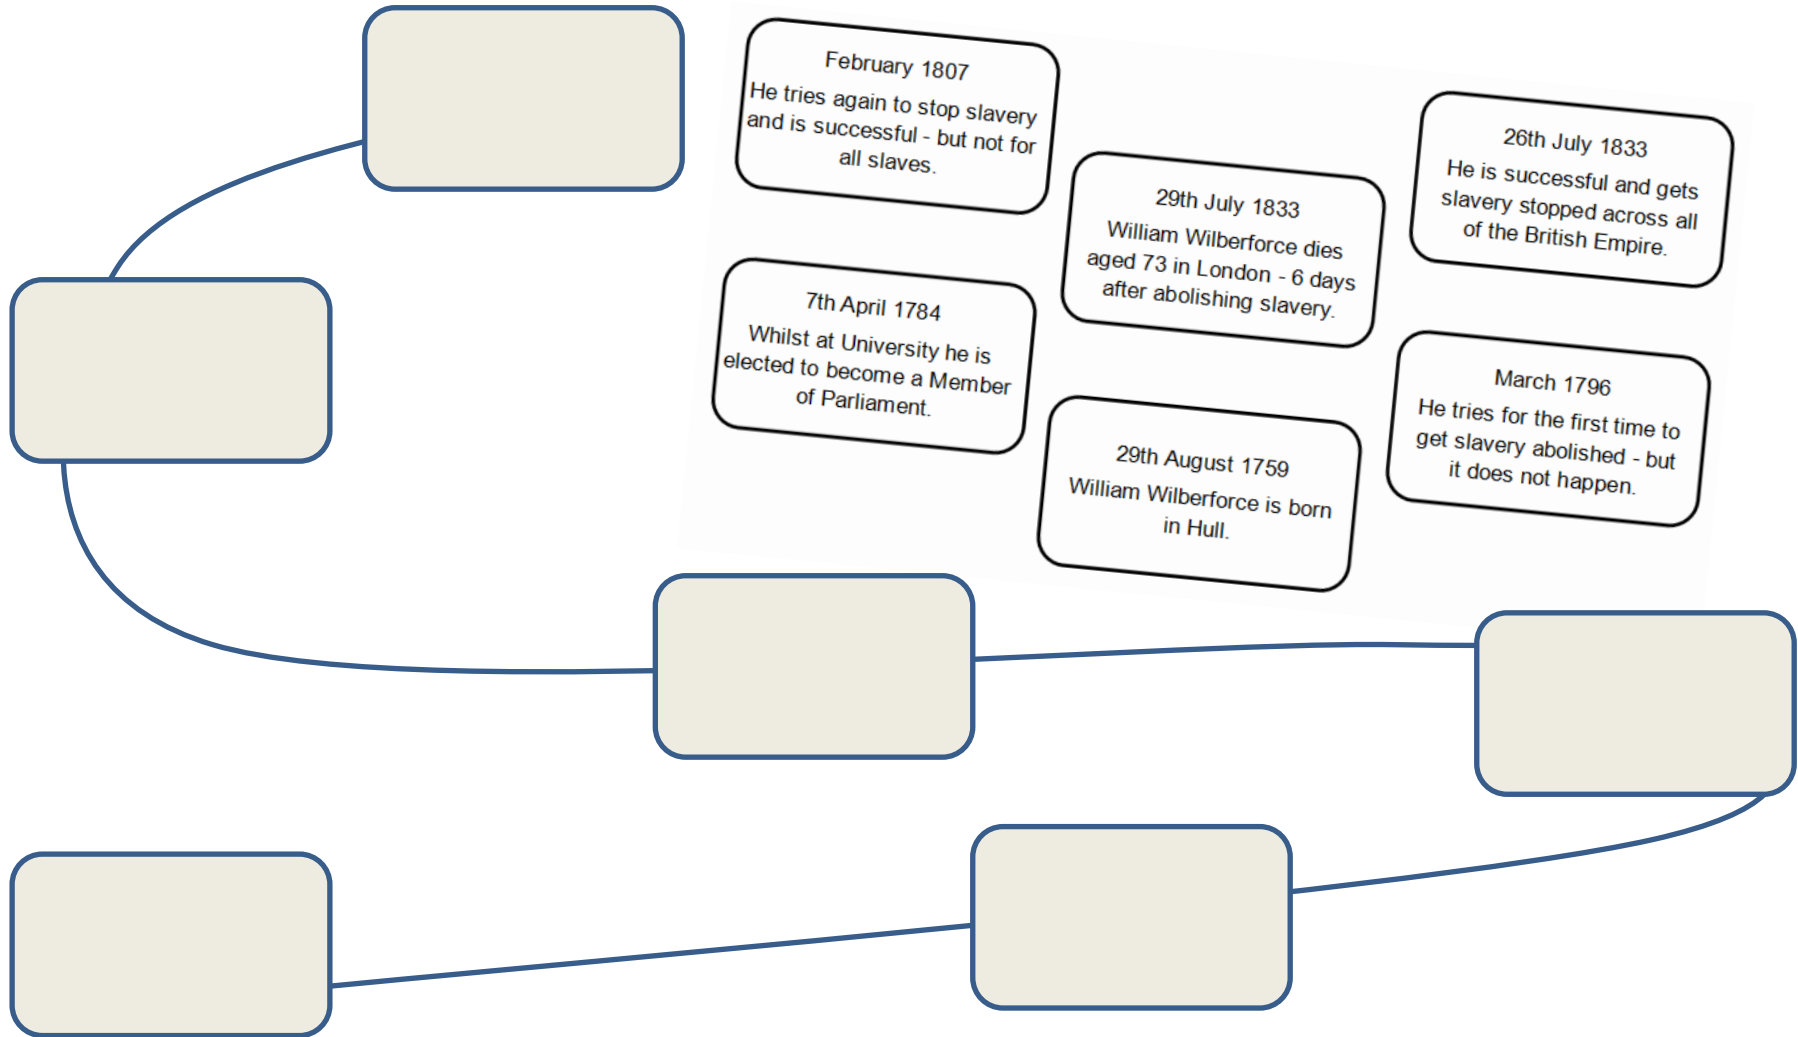 February 1807
He tries again to stop slavery
and is successful - but not for
all slaves.
29th July 1833
William Wilberforce dies
aged 73 in London - 6 days
after abolishing slavery.
26th July 1833
He is successful and gets
slavery stopped across all
of the British Empire.
7th April 1784
Whilst at University he is
elected to become a Member
of Parliament.
29th August 1759
William Wilberforce is born
in Hull.
March 1796
He tries for the first time to
get slavery abolished - but
it does not happen.